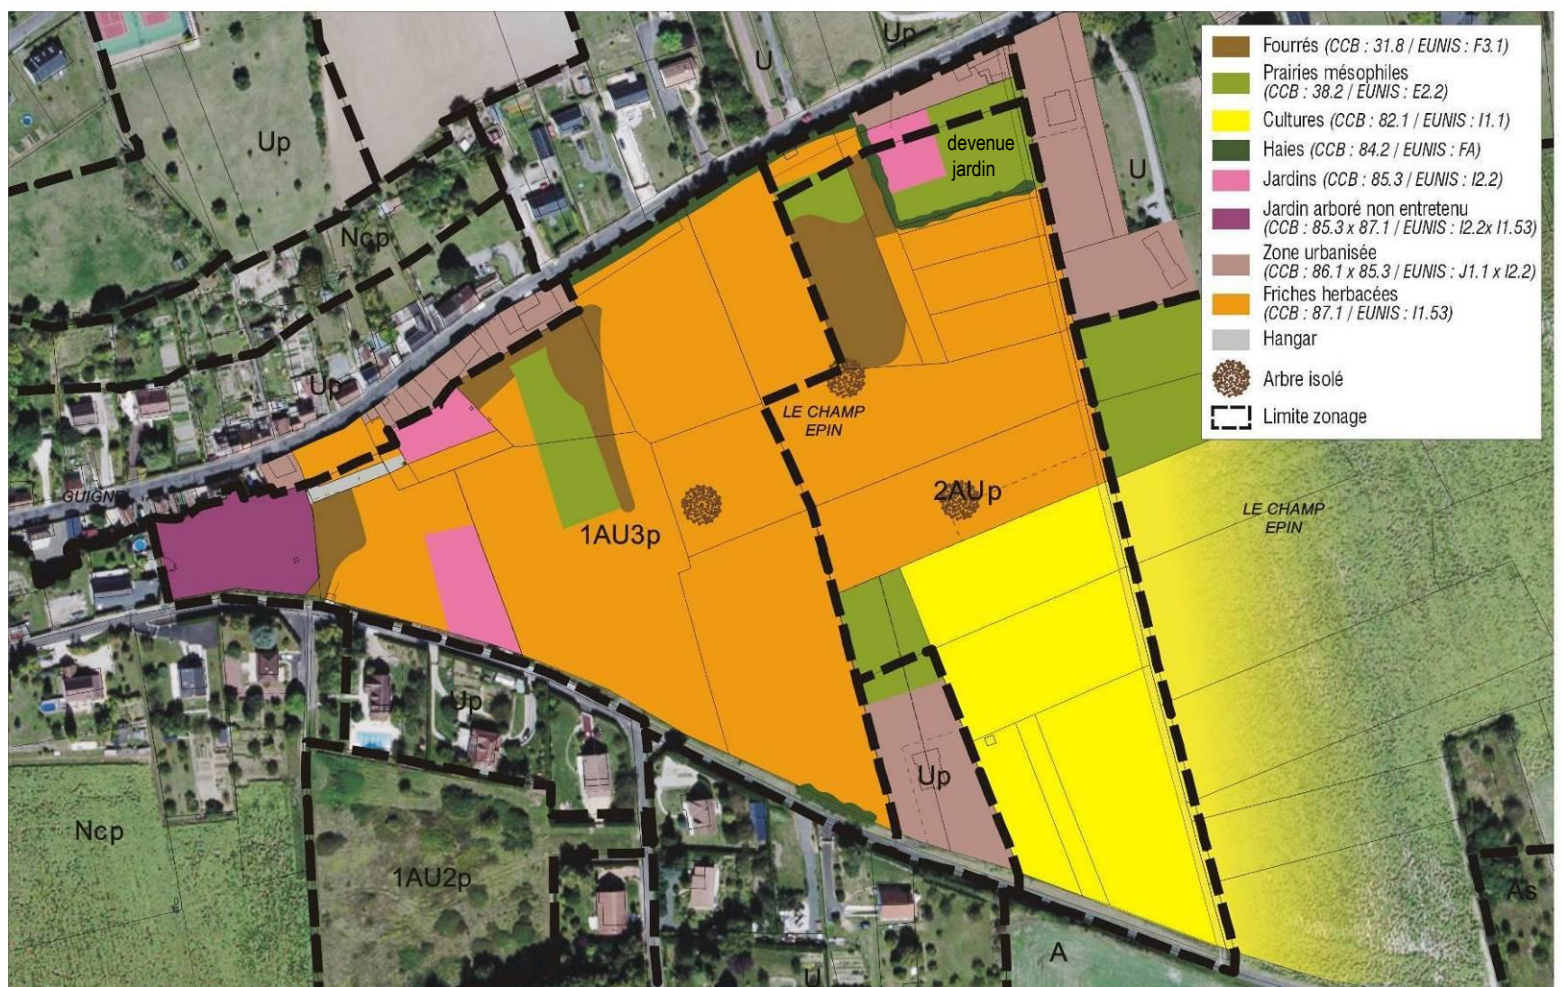 Fourrés (CCB : 31.8 / EUNIS : F3.1)
Prairies mésophiles
(CCB : 38.2 / EUNIS : E2.2)
Cultures (CCB : 82.1 / EUNIS : I1.1)
Haies (CCB : 84.2 / EUNIS : FA)
Jardins (CCB : 85.3 / EUNIS : I2.2)
Jardin arboré non entretenu
(CCB : 85.3 x 87.1 / EUNIS : I2.2x I1.53)
Zone urbanisée
(CCB : 86.1 x 85.3 / EUNIS : J1.1 x I2.2)
Friches herbacées
(CCB : 87.1 / EUNIS : I1.53)
Hangar
Arbre isolé
Limite zonage
Up
U
Up
devenue
jardin
U
Ncp
Up
LE CHAMP
EPIN
GUIGNE
1AU3p
2AUp
LE CHAMP
EPIN
Up
Up
Ncp
1AU2p
As
A
U